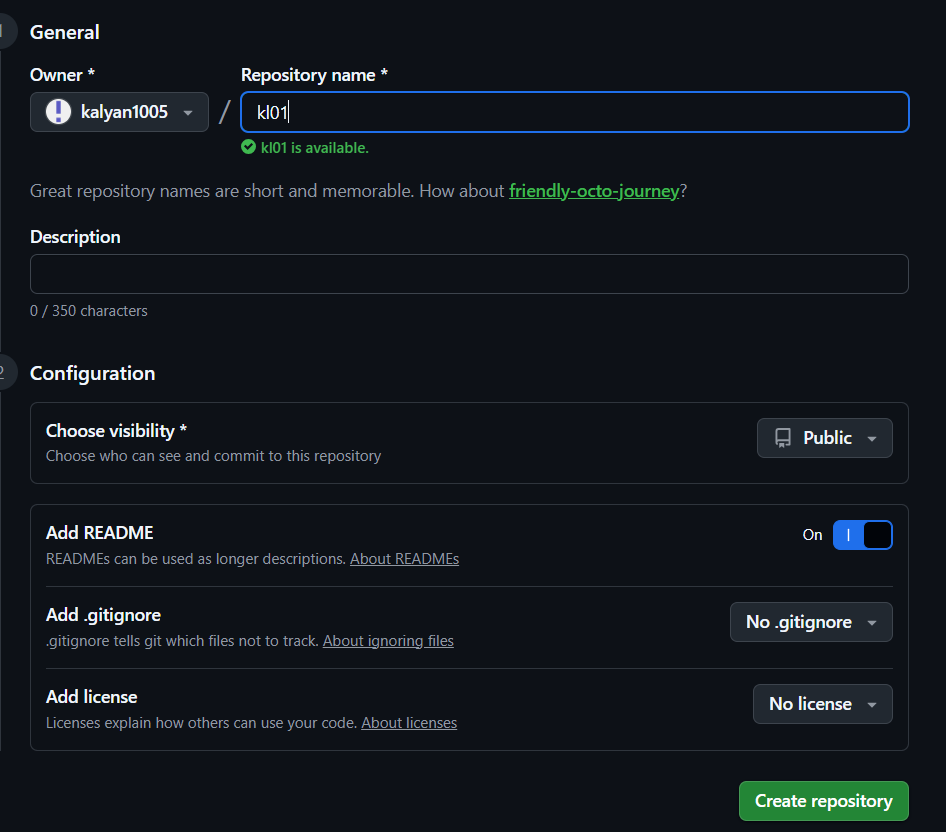 General
Owner *
Repository name *
kalyan1005
/
kl01
kl01 is available.
Great repository names are short and memorable. How about friendly-octo-journey?
Description
0 / 350 characters
2
Configuration
Choose visibility *
Choose who can see and commit to this repository
Public
Add README
READMEs can be used as longer descriptions. About READMEs
On
Add .gitignore
.gitignore tells git which files not to track. About ignoring files
No .gitignore
Add license
Licenses explain how others can use your code. About licenses
No license
Create repository